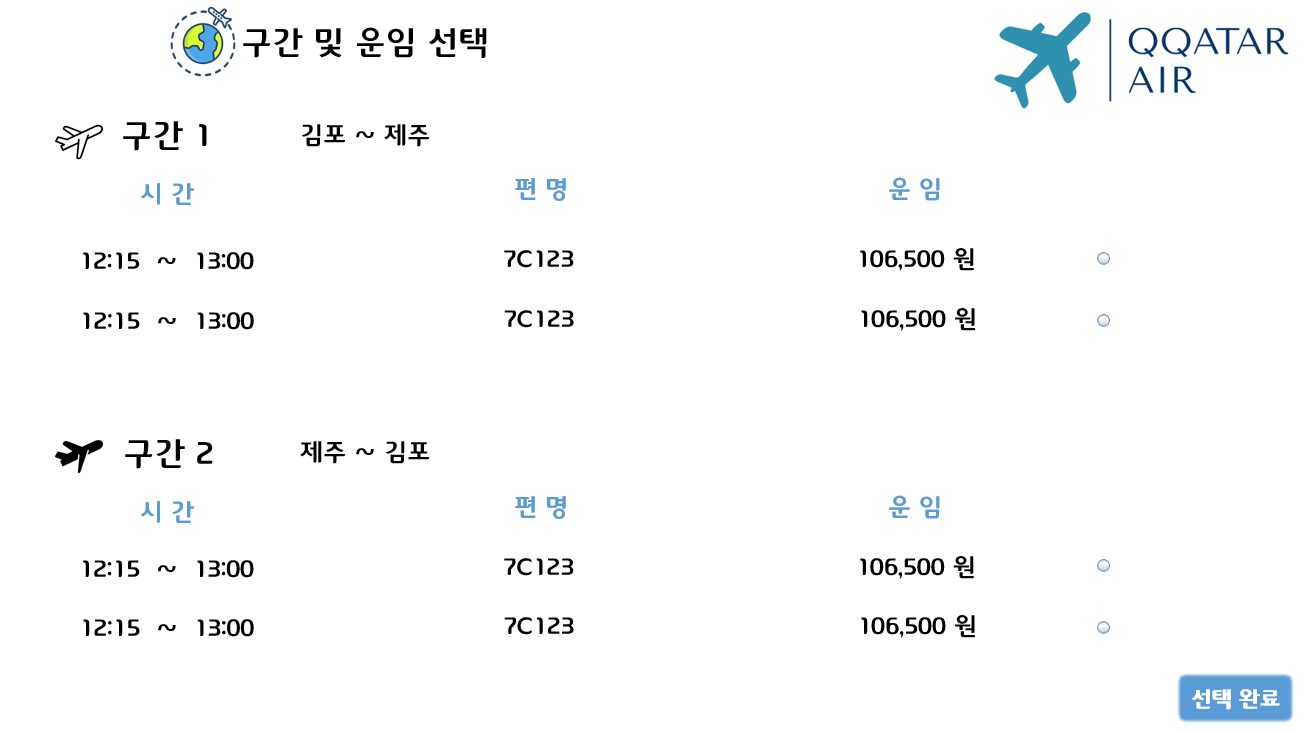 구간 및 운임 선택
QQATAR
AIR
구간 1 김포 ~ 제주
시 간 편 명 운 임
12:15 ~ 13:00 7C123 106,500 원
12:15 ~ 13:00 7C123 106,500 원
구간 2 제주 ~ 김포
시 간 편 명 운 임
12:15 ~ 13:00 7C123 106,500 원
12:15 ~ 13:00 7C123 106,500 원
선택 완료